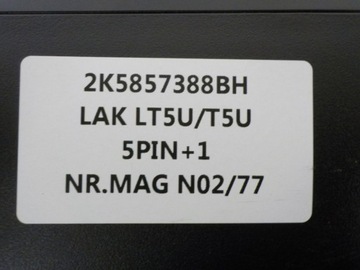 2K5857388BH
LAK LT5U/T5U
5PIN+1
NR.MAG N02/77